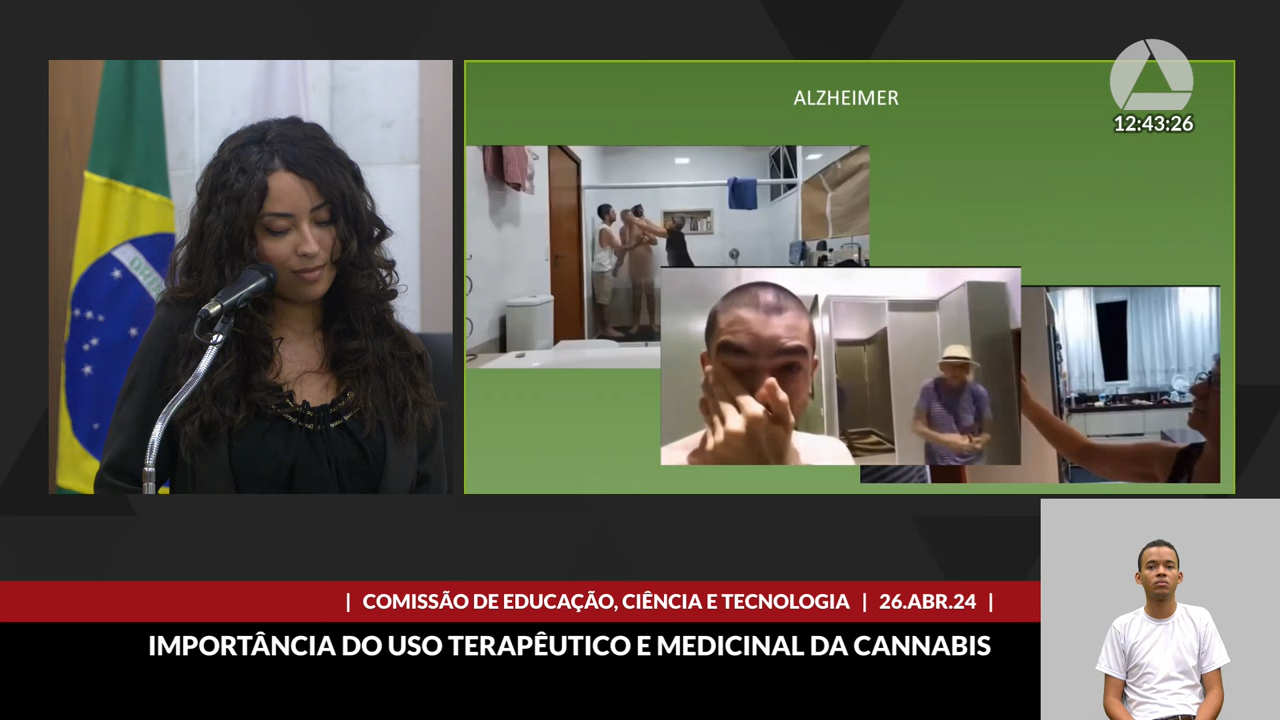 ALZHEIMER
12:43:26
| COMISSÃO DE EDUCAÇÃO, CIÊNCIA E TECNOLOGIA | 26.ABR.24 |
IMPORTÂNCIA DO USO TERAPÊUTICO E MEDICINAL DA CANNABIS